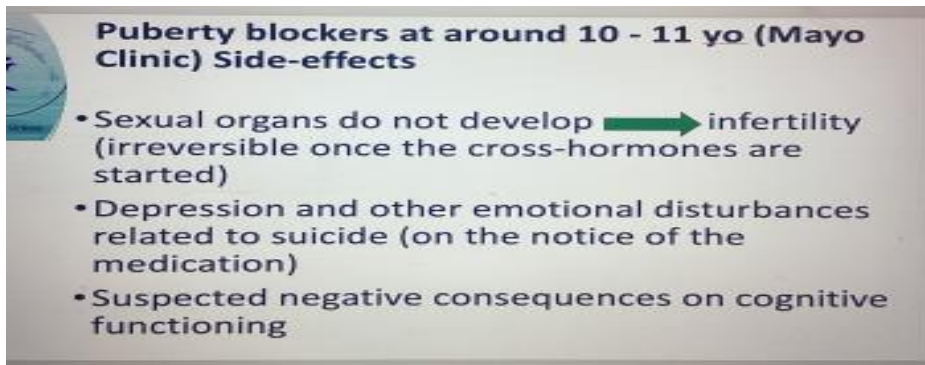 Puberty blockers at around 10 - 11 yo (Mayo
Clinic) Side-effects
• Sexual organs do not develop → infertility
(irreversible once the cross-hormones are
started)
• Depression and other emotional disturbances
related to suicide (on the notice of the
medication)
• Suspected negative consequences on cognitive
functioning